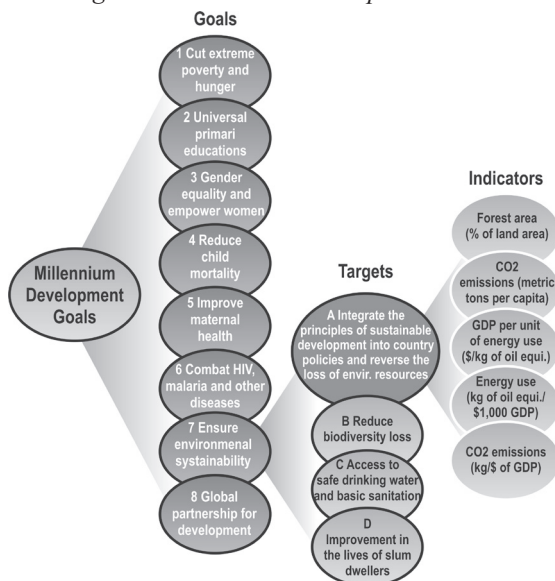 Goals
1 Cut extreme
poverty and
hunger
2 Universal
primari
educations
3 Gender
equality and
empower women
4 Reduce
child
mortality
5 Improve
maternal
health
6 Combat HIV,
malaria and other
diseases
7 Ensure
environmenal
systainability
8 Global
partnership for
development
Millennium
Development
Goals
Targets
A Integrate the
principles of sustainable
development into country
policies and reverse the
loss of envir. resources
B Reduce
biodiversity loss
C Access to
safe drinking water
and basic sanitation
D
Improvement in
the lives of slum
dwellers
Indicators
Forest area
(% of land area)
CO2
emissions (metric
tons per capita)
GDP per unit
of energy use
($/kg of oil equi.)
Energy use
(kg of oil equi./
$1,000 GDP)
CO2 emissions
(kg/$ of GDP)